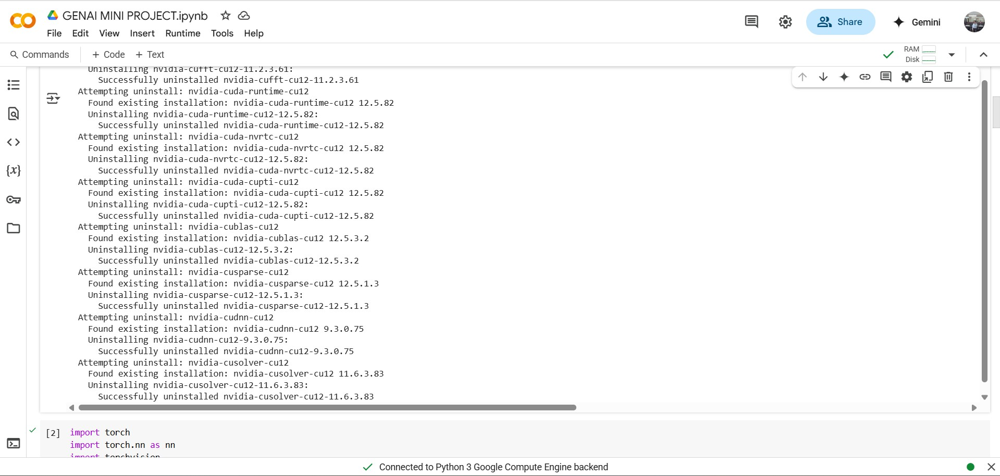 GENAI MINI PROJECT.ipynb
File Edit View Insert Runtime Tools Help
Share
Gemini
Commands + Code + Text
RAM
Disk
Uninstalling nvidia-cufft-cu12-11.2.3.61:
Successfully uninstalled nvidia-cufft-cu12-11.2.3.61
Attempting uninstall: nvidia-cuda-runtime-cu12
Found existing installation: nvidia-cuda-runtime-cu12 12.5.82
Uninstalling nvidia-cuda-runtime-cu12-12.5.82:
Successfully uninstalled nvidia-cuda-runtime-cu12-12.5.82
Attempting uninstall: nvidia-cuda-nvrtc-cu12
Found existing installation: nvidia-cuda-nvrtc-cu12 12.5.82
Uninstalling nvidia-cuda-nvrtc-cu12-12.5.82:
Successfully uninstalled nvidia-cuda-nvrtc-cu12-12.5.82
Attempting uninstall: nvidia-cuda-cupti-cu12
Found existing installation: nvidia-cuda-cupti-cu12 12.5.82
Uninstalling nvidia-cuda-cupti-cu12-12.5.82:
Successfully uninstalled nvidia-cuda-cupti-cu12-12.5.82
Attempting uninstall: nvidia-cublas-cu12
Found existing installation: nvidia-cublas-cu12 12.5.3.2
Uninstalling nvidia-cublas-cu12-12.5.3.2:
Successfully uninstalled nvidia-cublas-cu12-12.5.3.2
Attempting uninstall: nvidia-cusparse-cu12
Found existing installation: nvidia-cusparse-cu12 12.5.1.3
Uninstalling nvidia-cusparse-cu12-12.5.1.3:
Successfully uninstalled nvidia-cusparse-cu12-12.5.1.3
Attempting uninstall: nvidia-cudnn-cu12
Found existing installation: nvidia-cudnn-cu12 9.3.0.75
Uninstalling nvidia-cudnn-cu12-9.3.0.75:
Successfully uninstalled nvidia-cudnn-cu12-9.3.0.75
Attempting uninstall: nvidia-cusolver-cu12
Found existing installation: nvidia-cusolver-cu12 11.6.3.83
Uninstalling nvidia-cusolver-cu12-11.6.3.83:
Successfully uninstalled nvidia-cusolver-cu12-11.6.3.83
[2] import torch
import torch.nn as nn
import torchvision
Connected to Python 3 Google Compute Engine backend